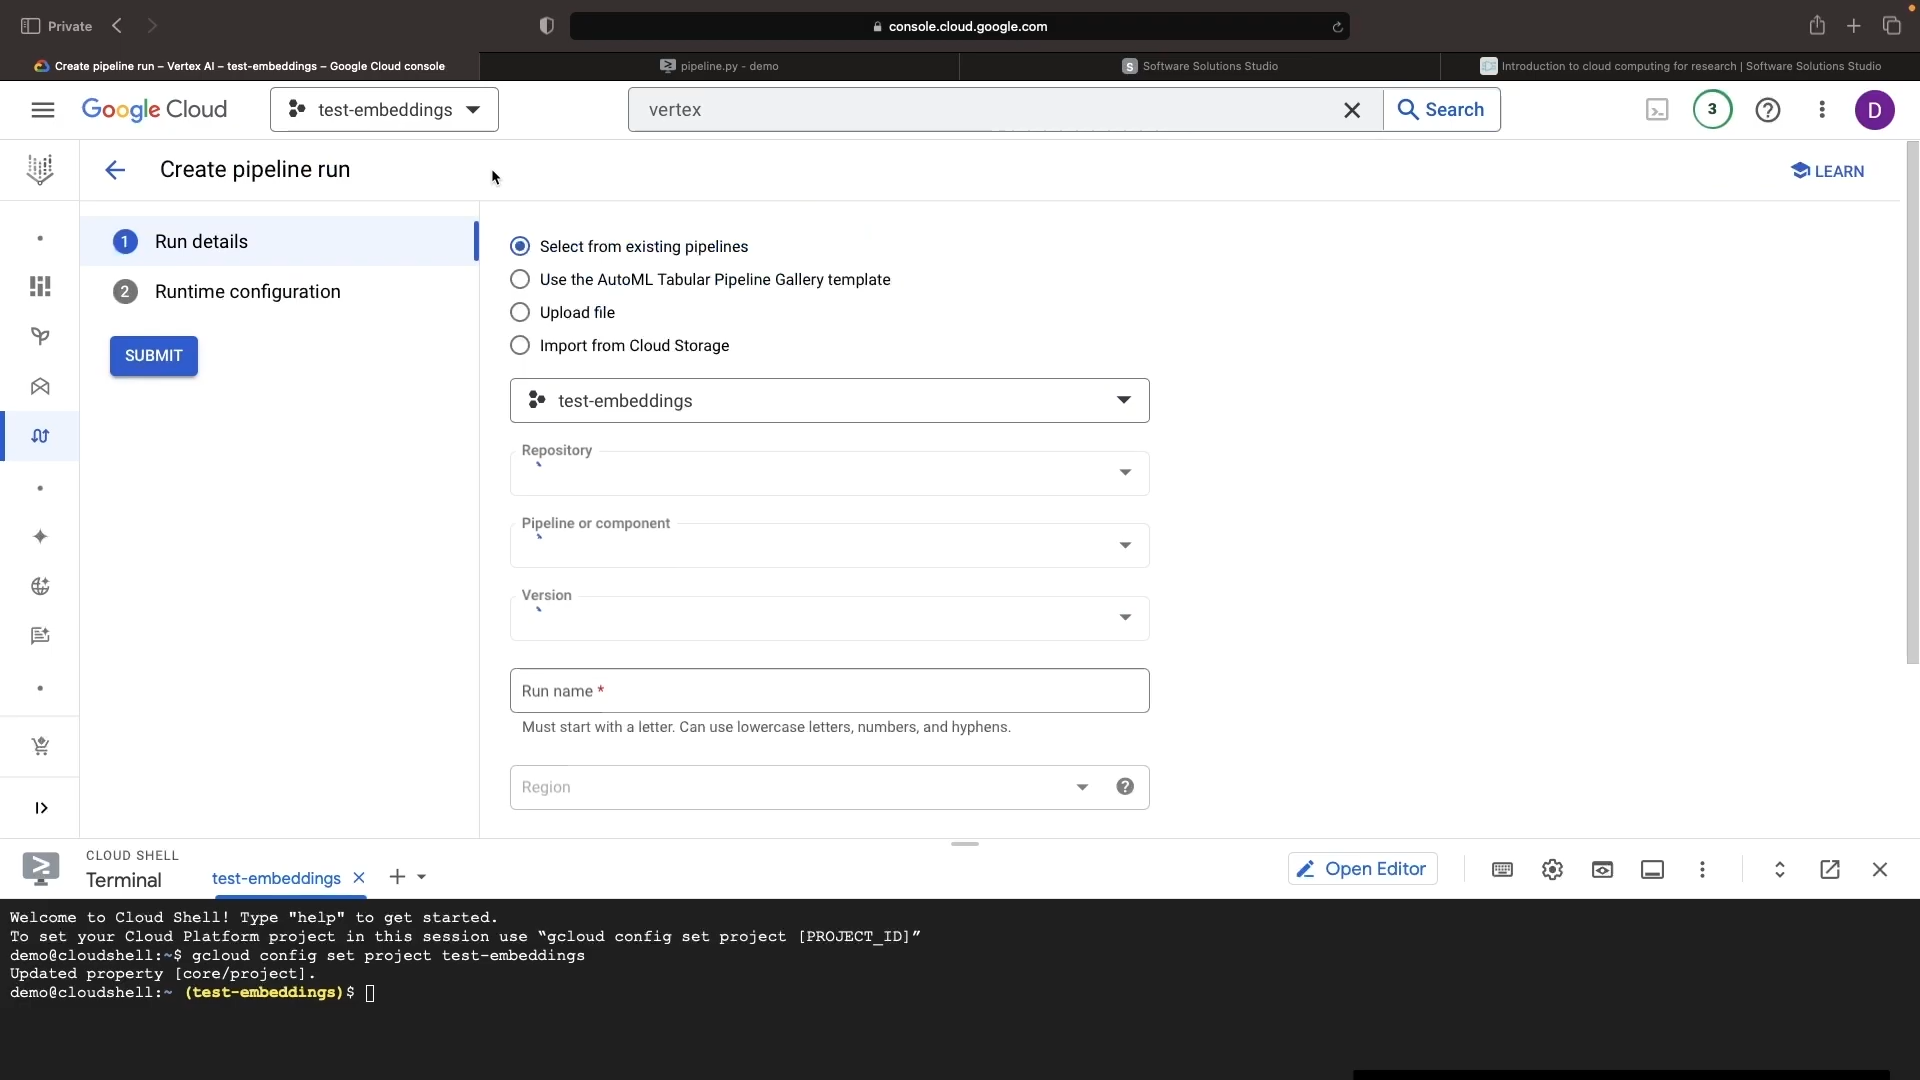 Private
console.cloud.google.com
Create pipeline run – Vertex AI – test-embeddings – Google Cloud console
pipeline.py - demo
S Software Solutions Studio
Introduction to cloud computing for research | Software Solutions Studio
Google Cloud
test-embeddings
vertex
Search
3
D
Create pipeline run
LEARN
1 Run details
2 Runtime configuration
SUBMIT
Select from existing pipelines
Use the AutoML Tabular Pipeline Gallery template
Upload file
Import from Cloud Storage
test-embeddings
Repository
Pipeline or component
Version
Run name *
Must start with a letter. Can use lowercase letters, numbers, and hyphens.
Region
CLOUD SHELL
Terminal
test-embeddings
Open Editor
Welcome to Cloud Shell! Type "help" to get started.
To set your Cloud Platform project in this session use “gcloud config set project [PROJECT_ID]”
demo@cloudshell:~$ gcloud config set project test-embeddings
Updated property [core/project].
demo@cloudshell:~ (test-embeddings)$